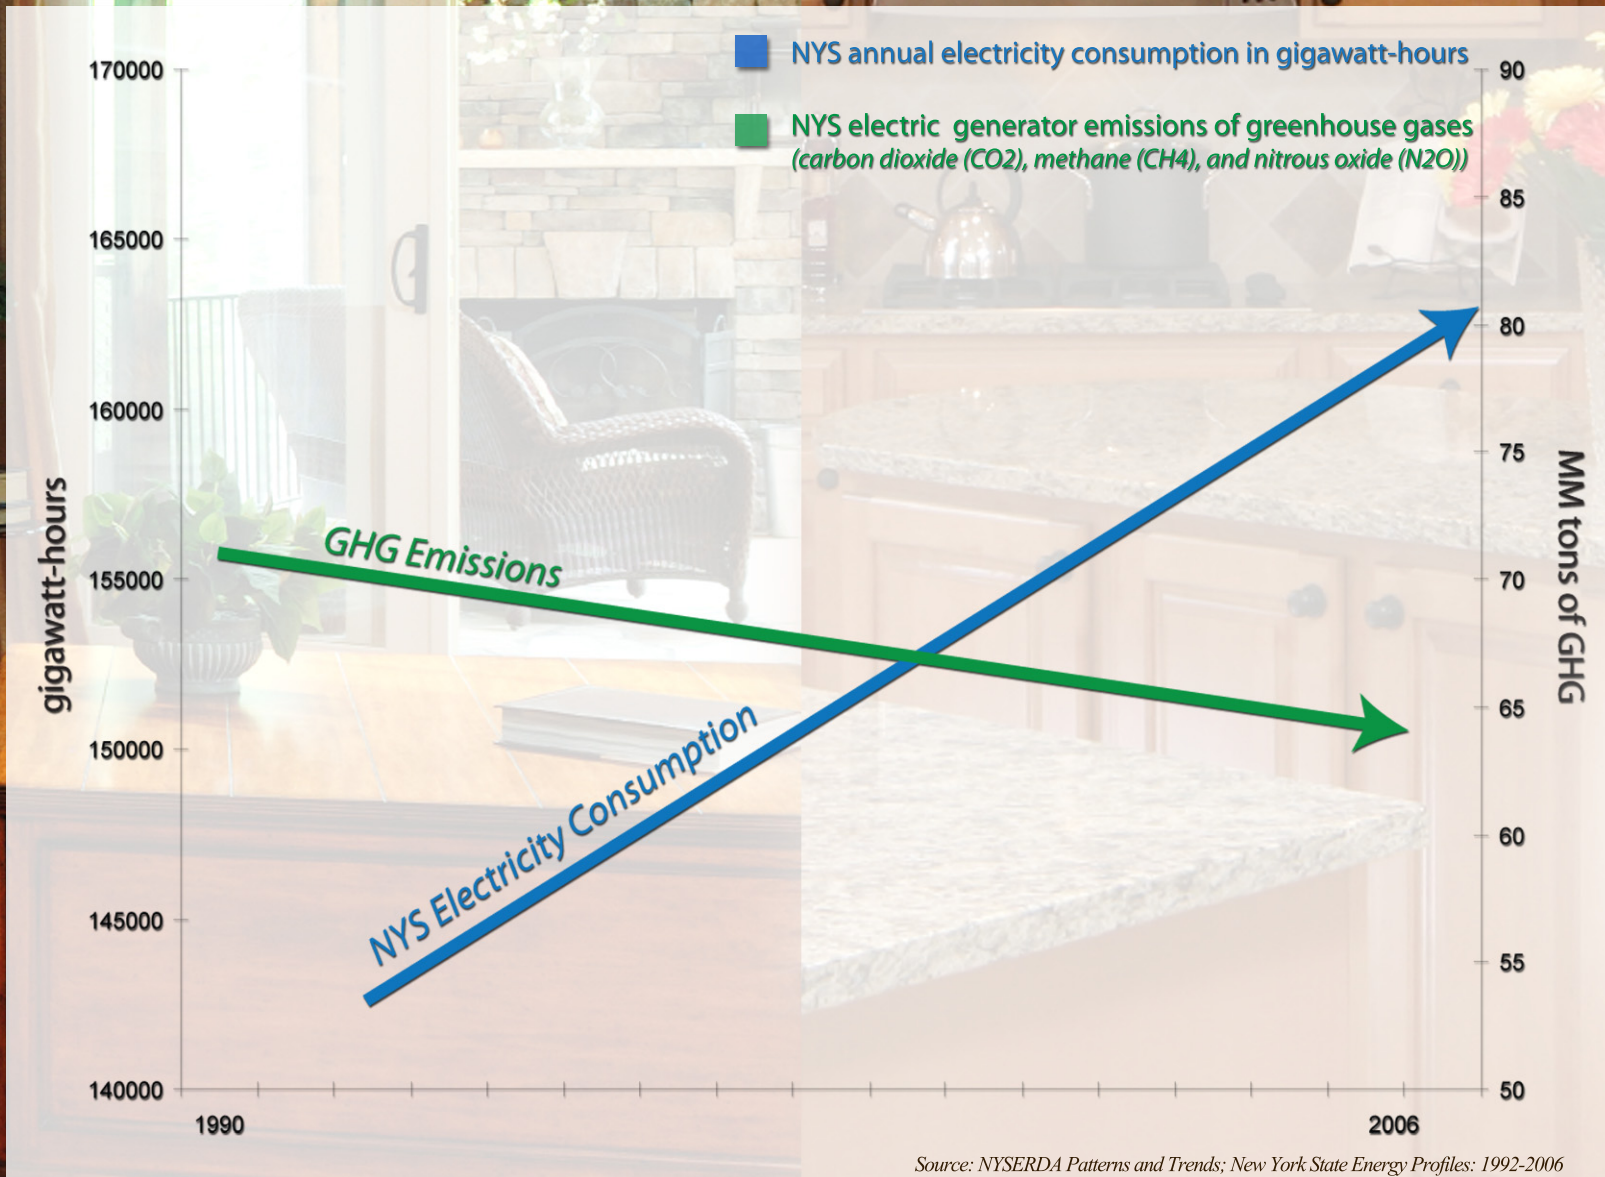 NYS annual electricity consumption in gigawatt-hours
NYS electric generator emissions of greenhouse gases
(carbon dioxide (CO2), methane (CH4), and nitrous oxide (N2O))
170000
165000
160000
155000
150000
145000
140000
gigawatt-hours
90
85
80
75
70
65
60
55
50
MM tons of GHG
GHG Emissions
NYS Electricity Consumption
1990
2006
Source: NYSERDA Patterns and Trends; New York State Energy Profiles: 1992-2006